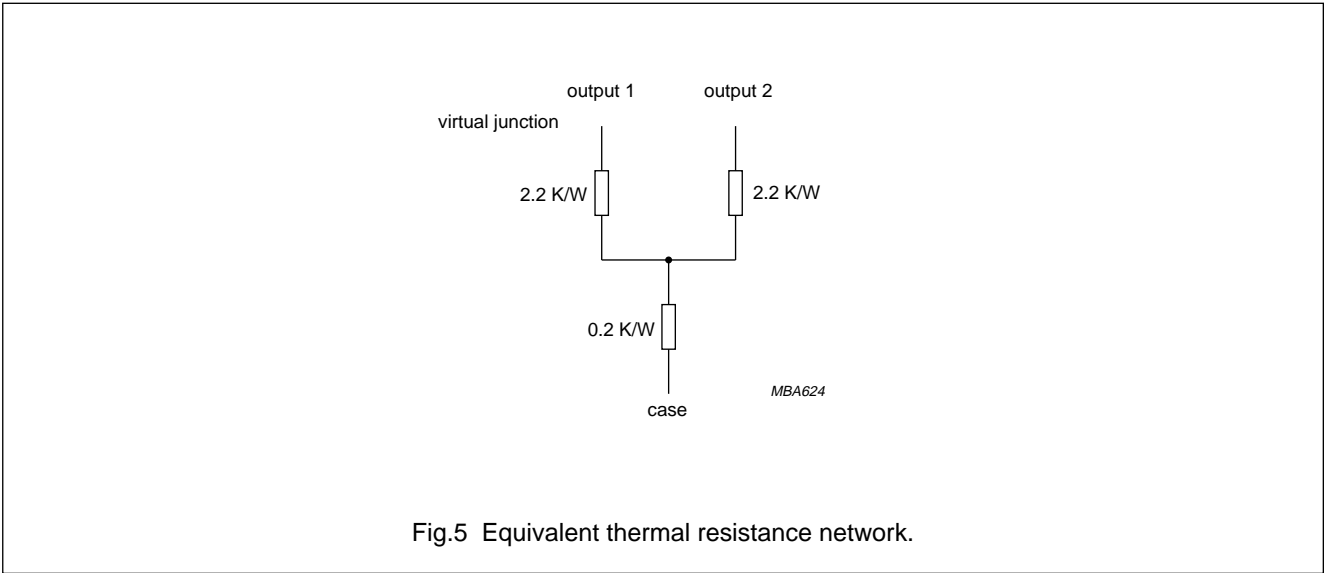 output 1
output 2
virtual junction
2.2 K/W
2.2 K/W
0.2 K/W
MBA624
case
Fig.5 Equivalent thermal resistance network.